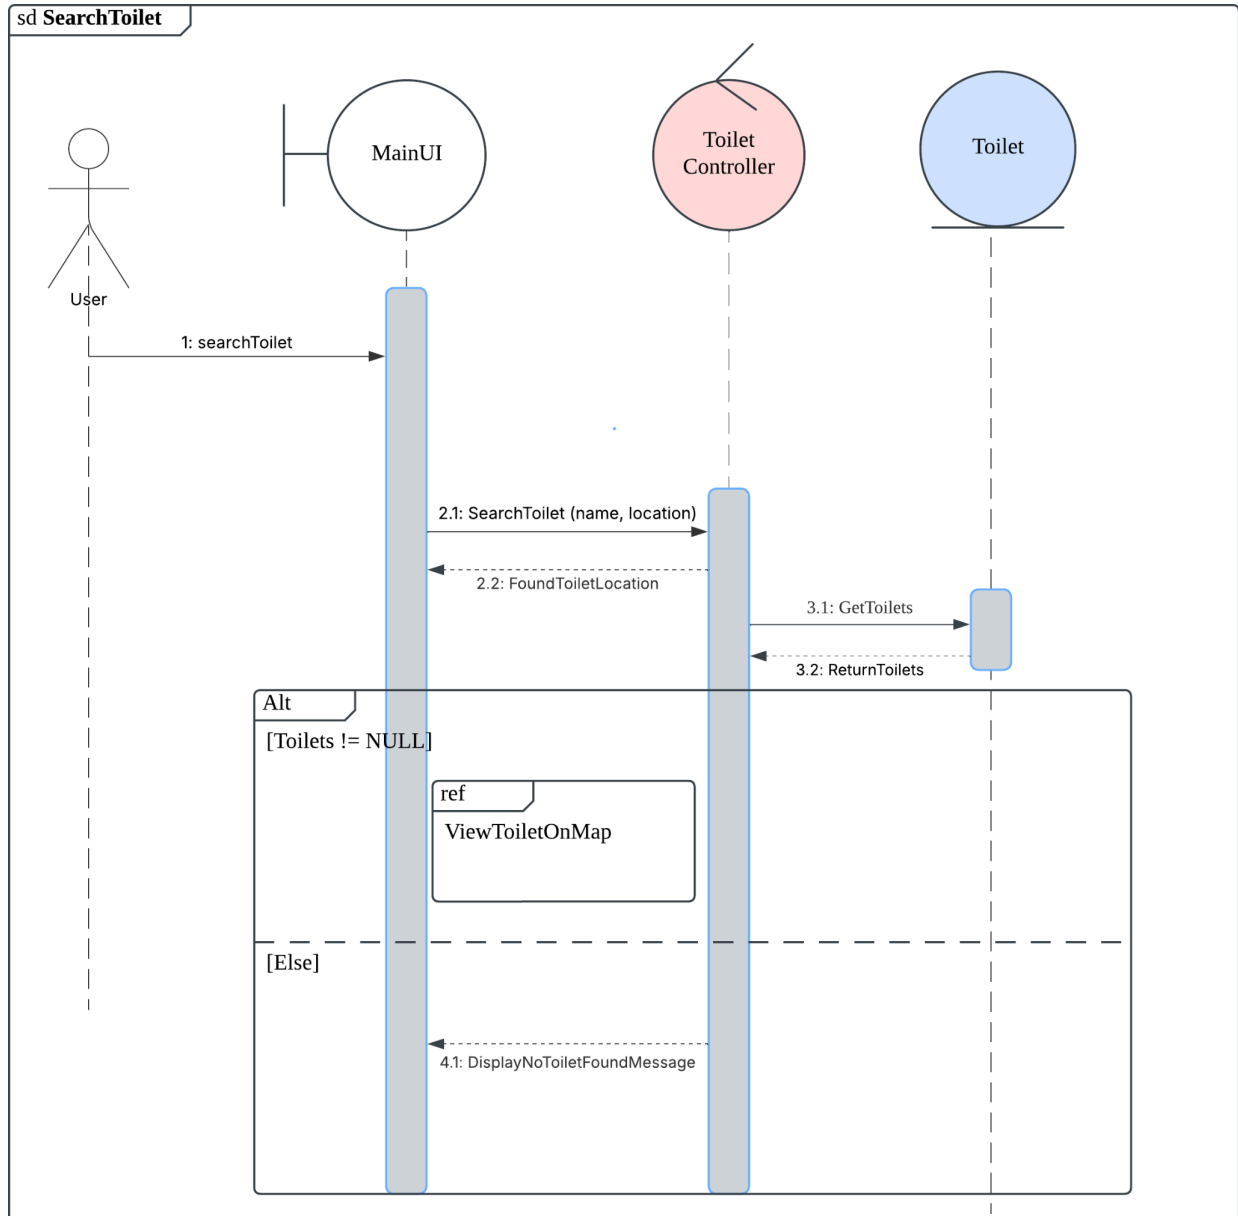 sd SearchToilet
MainUI
Toilet
Controller
Toilet
User
1: searchToilet
2.1: SearchToilet (name, location)
2.2: FoundToiletLocation
3.1: GetToilets
3.2: ReturnToilets
Alt
[Toilets != NULL]
ref
ViewToiletOnMap
[Else]
4.1: DisplayNoToiletFoundMessage